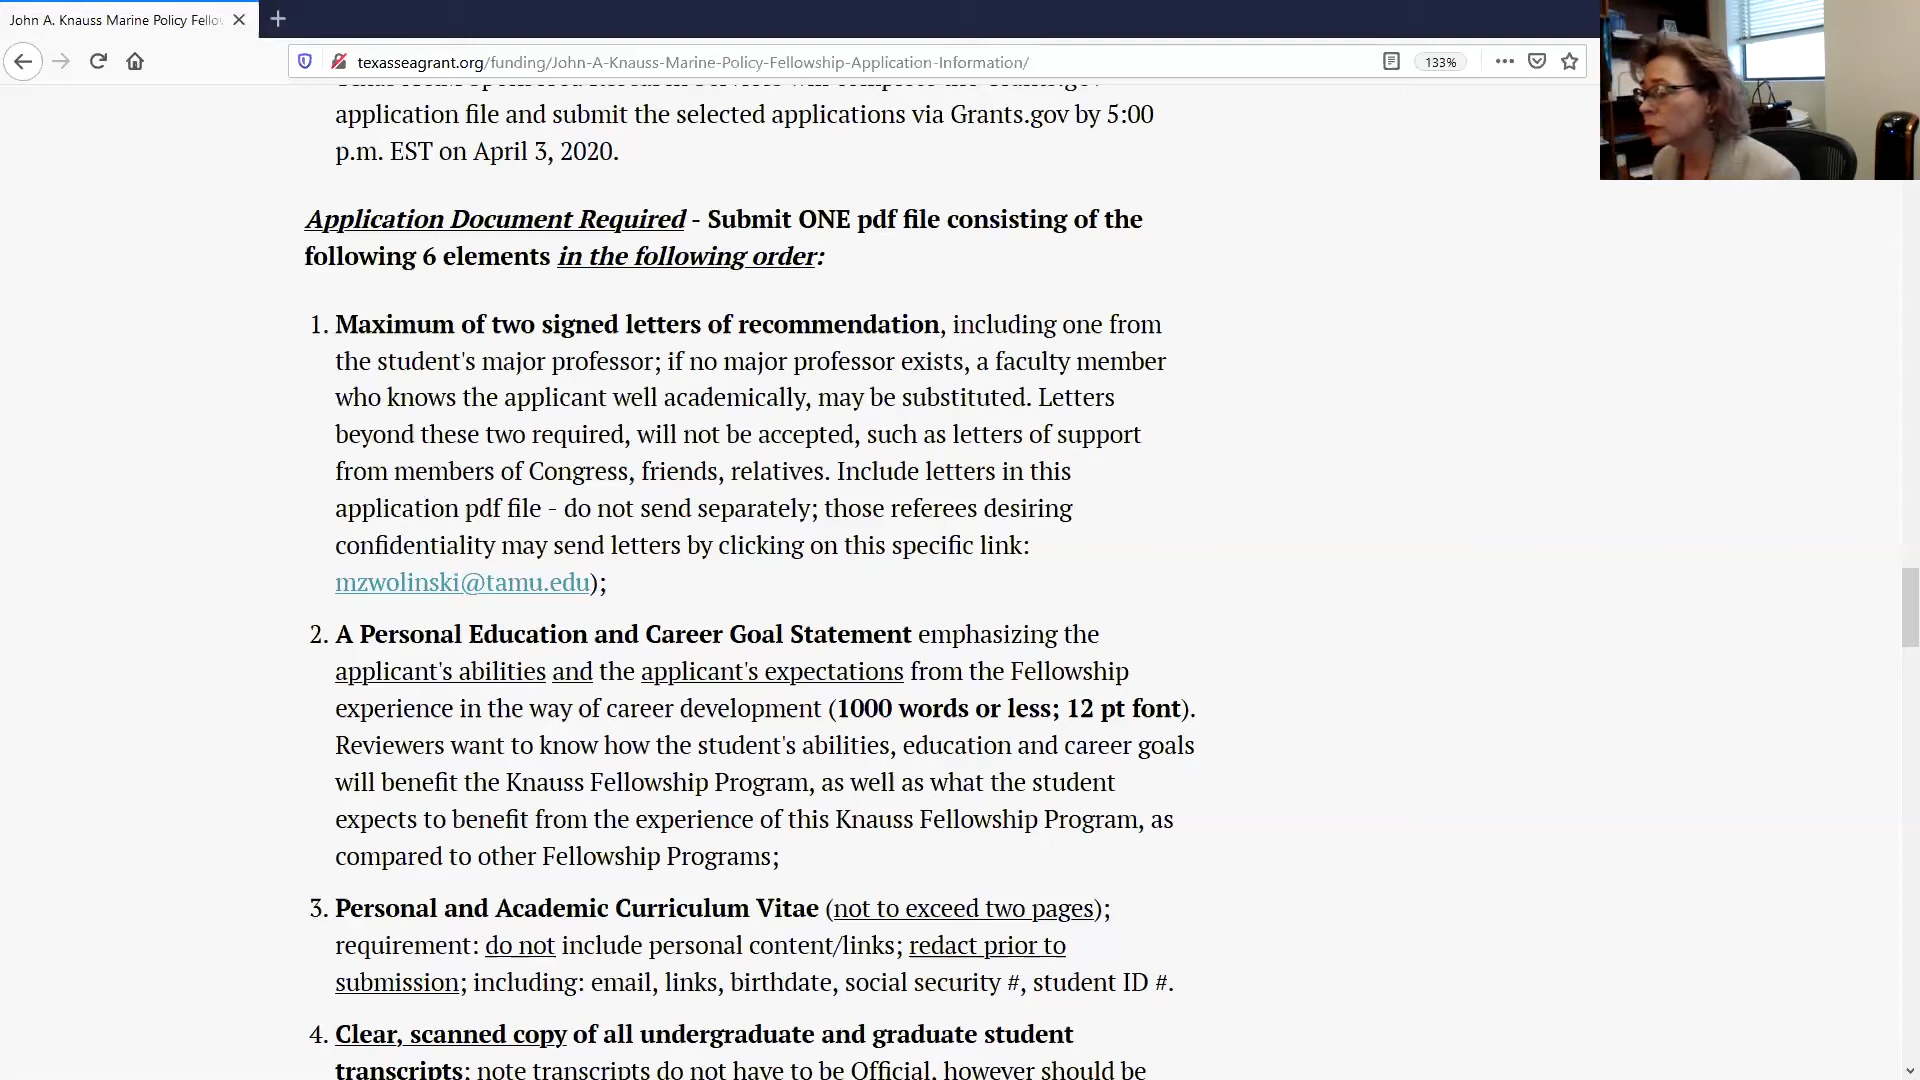 John A. Knauss Marine Policy Fello
texasseagrant.org/funding/John-A-Knauss-Marine-Policy-Fellowship-Application-Information/
133%
application file and submit the selected applications via Grants.gov by 5:00
p.m. EST on April 3, 2020.
Application Document Required - Submit ONE pdf file consisting of the
following 6 elements in the following order:
1. Maximum of two signed letters of recommendation, including one from
the student's major professor; if no major professor exists, a faculty member
who knows the applicant well academically, may be substituted. Letters
beyond these two required, will not be accepted, such as letters of support
from members of Congress, friends, relatives. Include letters in this
application pdf file - do not send separately; those referees desiring
confidentiality may send letters by clicking on this specific link:
mzwolinski@tamu.edu);
2. A Personal Education and Career Goal Statement emphasizing the
applicant's abilities and the applicant's expectations from the Fellowship
experience in the way of career development (1000 words or less; 12 pt font).
Reviewers want to know how the student's abilities, education and career goals
will benefit the Knauss Fellowship Program, as well as what the student
expects to benefit from the experience of this Knauss Fellowship Program, as
compared to other Fellowship Programs;
3. Personal and Academic Curriculum Vitae (not to exceed two pages);
requirement: do not include personal content/links; redact prior to
submission; including: email, links, birthdate, social security #, student ID #.
4. Clear, scanned copy of all undergraduate and graduate student
transcripts; note transcripts do not have to be Official, however should be